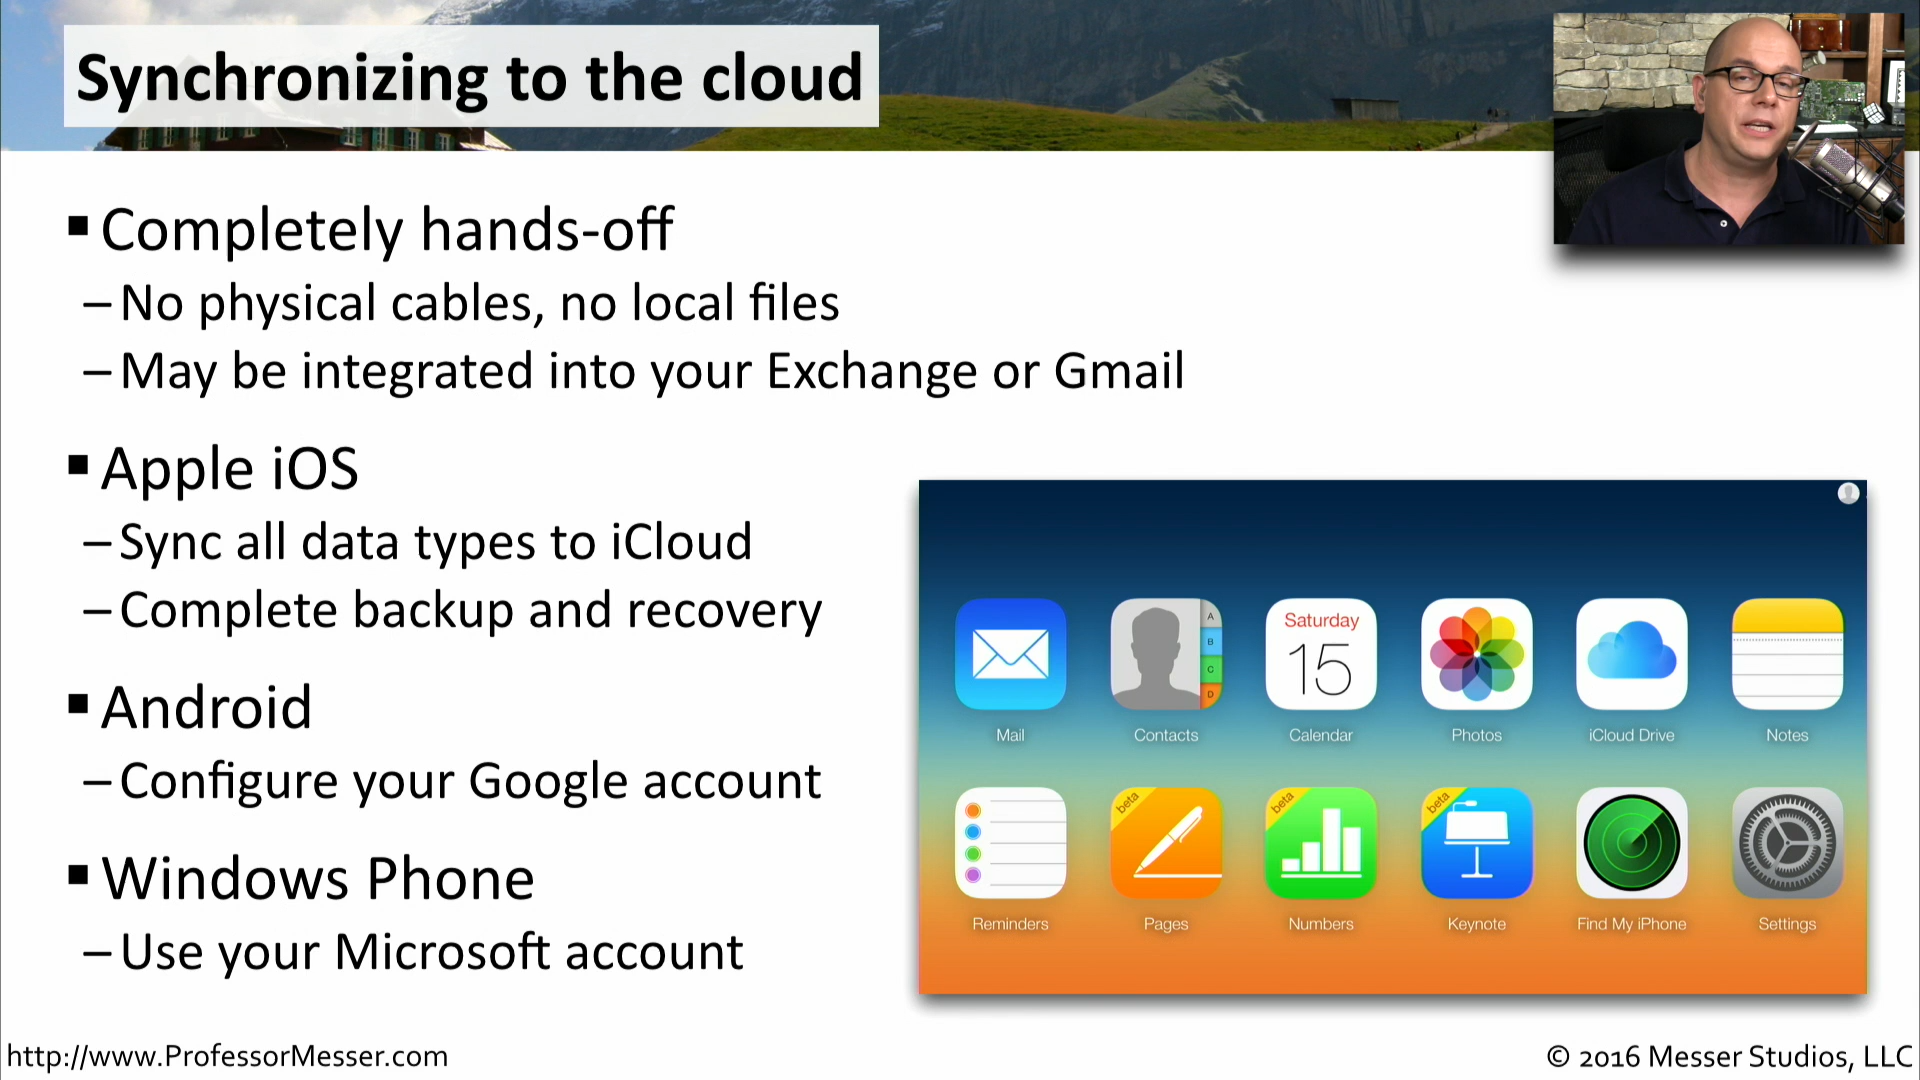 Synchronizing to the cloud
▪ Completely hands-off
– No physical cables, no local files
– May be integrated into your Exchange or Gmail
▪ Apple iOS
– Sync all data types to iCloud
– Complete backup and recovery
▪ Android
– Configure your Google account
▪ Windows Phone
– Use your Microsoft account
Saturday
15
A
B
C
D
Mail
Contacts
Calendar
Photos
iCloud Drive
Notes
beta
beta
beta
Reminders
Pages
Numbers
Keynote
Find My iPhone
Settings
http://www.ProfessorMesser.com
© 2016 Messer Studios, LLC